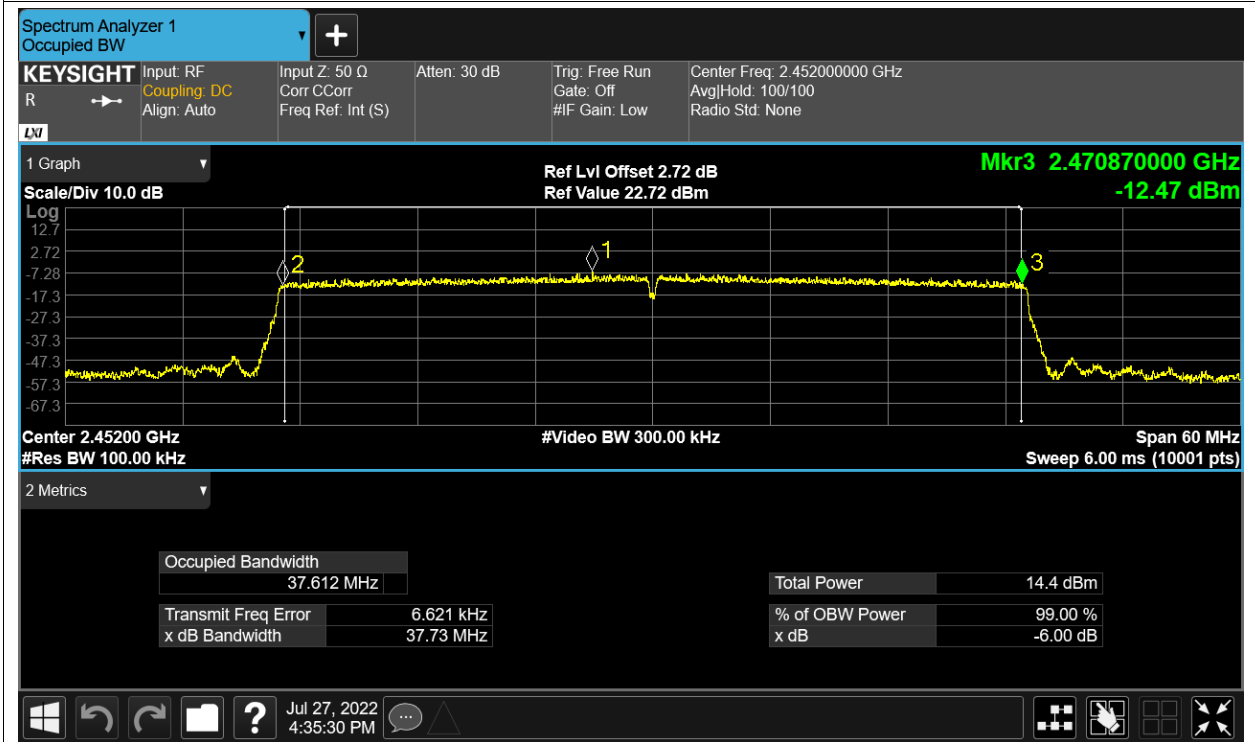 Spectrum Analyzer 1
Occupied BW
+
KEYSIGHT
R
LXI
Input: RF
Coupling: DC
Align: Auto
Input Z: 50 Ω
Corr CCorr
Freq Ref: Int (S)
Atten: 30 dB
Trig: Free Run
Gate: Off
#IF Gain: Low
Center Freq: 2.452000000 GHz
Avg|Hold: 100/100
Radio Std: None
1 Graph
Scale/Div 10.0 dB
Ref Lvl Offset 2.72 dB
Ref Value 22.72 dBm
Mkr3 2.470870000 GHz
-12.47 dBm
Log
12.7
2.72
-7.28
-17.3
-27.3
-37.3
-47.3
-57.3
-67.3
2
1
3
Center 2.45200 GHz
#Res BW 100.00 kHz
#Video BW 300.00 kHz
Span 60 MHz
Sweep 6.00 ms (10001 pts)
2 Metrics
Occupied Bandwidth
37.612 MHz
Transmit Freq Error 6.621 kHz
x dB Bandwidth 37.73 MHz
Total Power 14.4 dBm
% of OBW Power 99.00 %
x dB -6.00 dB
?
Jul 27, 2022
4:35:30 PM